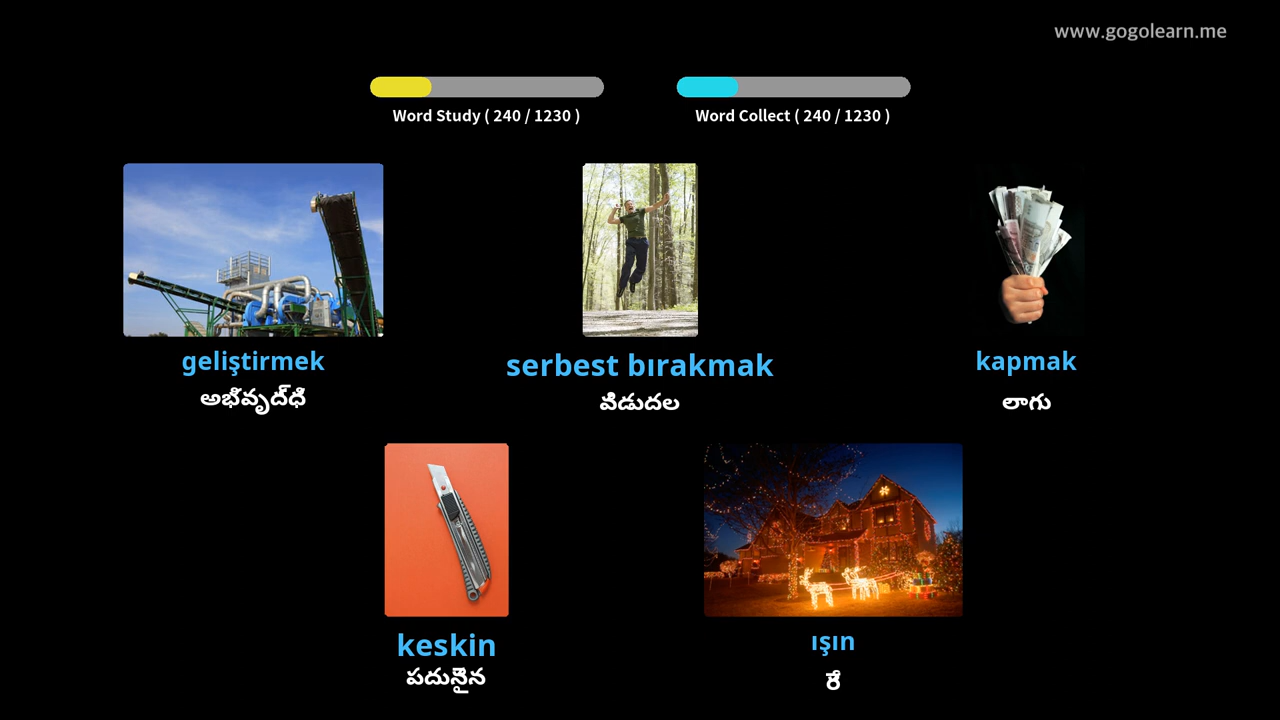 www.gogolearn.me
Word Study ( 240 / 1230 )
Word Collect ( 240 / 1230 )
geliştirmek
అభివృద్ధి
serbest bırakmak
విడుదల
kapmak
లాగు
keskin
పదునైన
ışın
రే